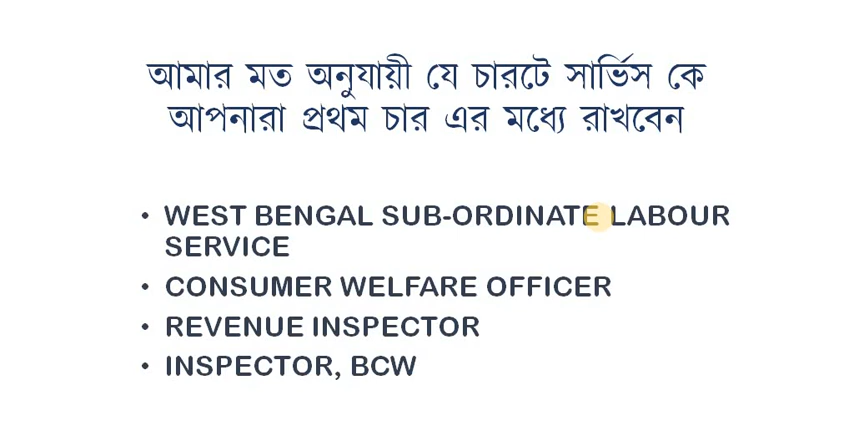 আমার মত অনুযায়ী যে চারটে সার্ভিস কে
আপনারা প্রথম চার এর মধ্যে রাখবেন
• WEST BENGAL SUB-ORDINATE LABOUR
SERVICE
• CONSUMER WELFARE OFFICER
• REVENUE INSPECTOR
• INSPECTOR, BCW